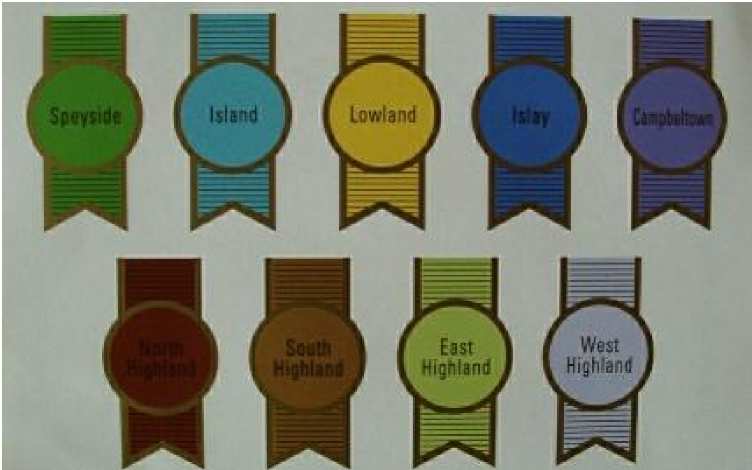 Speyside
Island
Lowland
Islay
Campbeltown
North
Highland
South
Highland
East
Highland
West
Highland